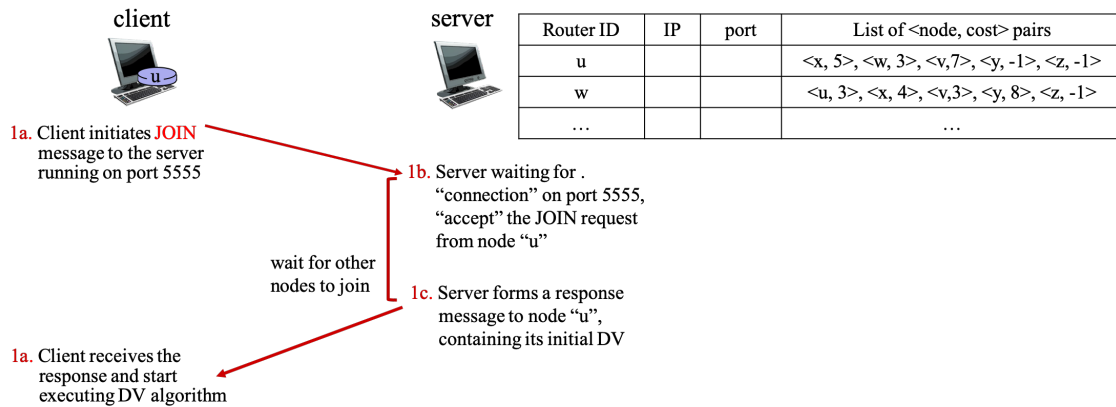 client
server
u
Router ID IP port List of <node, cost> pairs
u <x, 5>, <w, 3>, <v,7>, <y, -1>, <z, -1>
w <u, 3>, <x, 4>, <v,3>, <y, 8>, <z, -1>
… …
1a. Client initiates JOIN
message to the server
running on port 5555
1b. Server waiting for .
“connection” on port 5555,
“accept” the JOIN request
from node “u”
wait for other
nodes to join
1c. Server forms a response
message to node “u”,
containing its initial DV
1a. Client receives the
response and start
executing DV algorithm